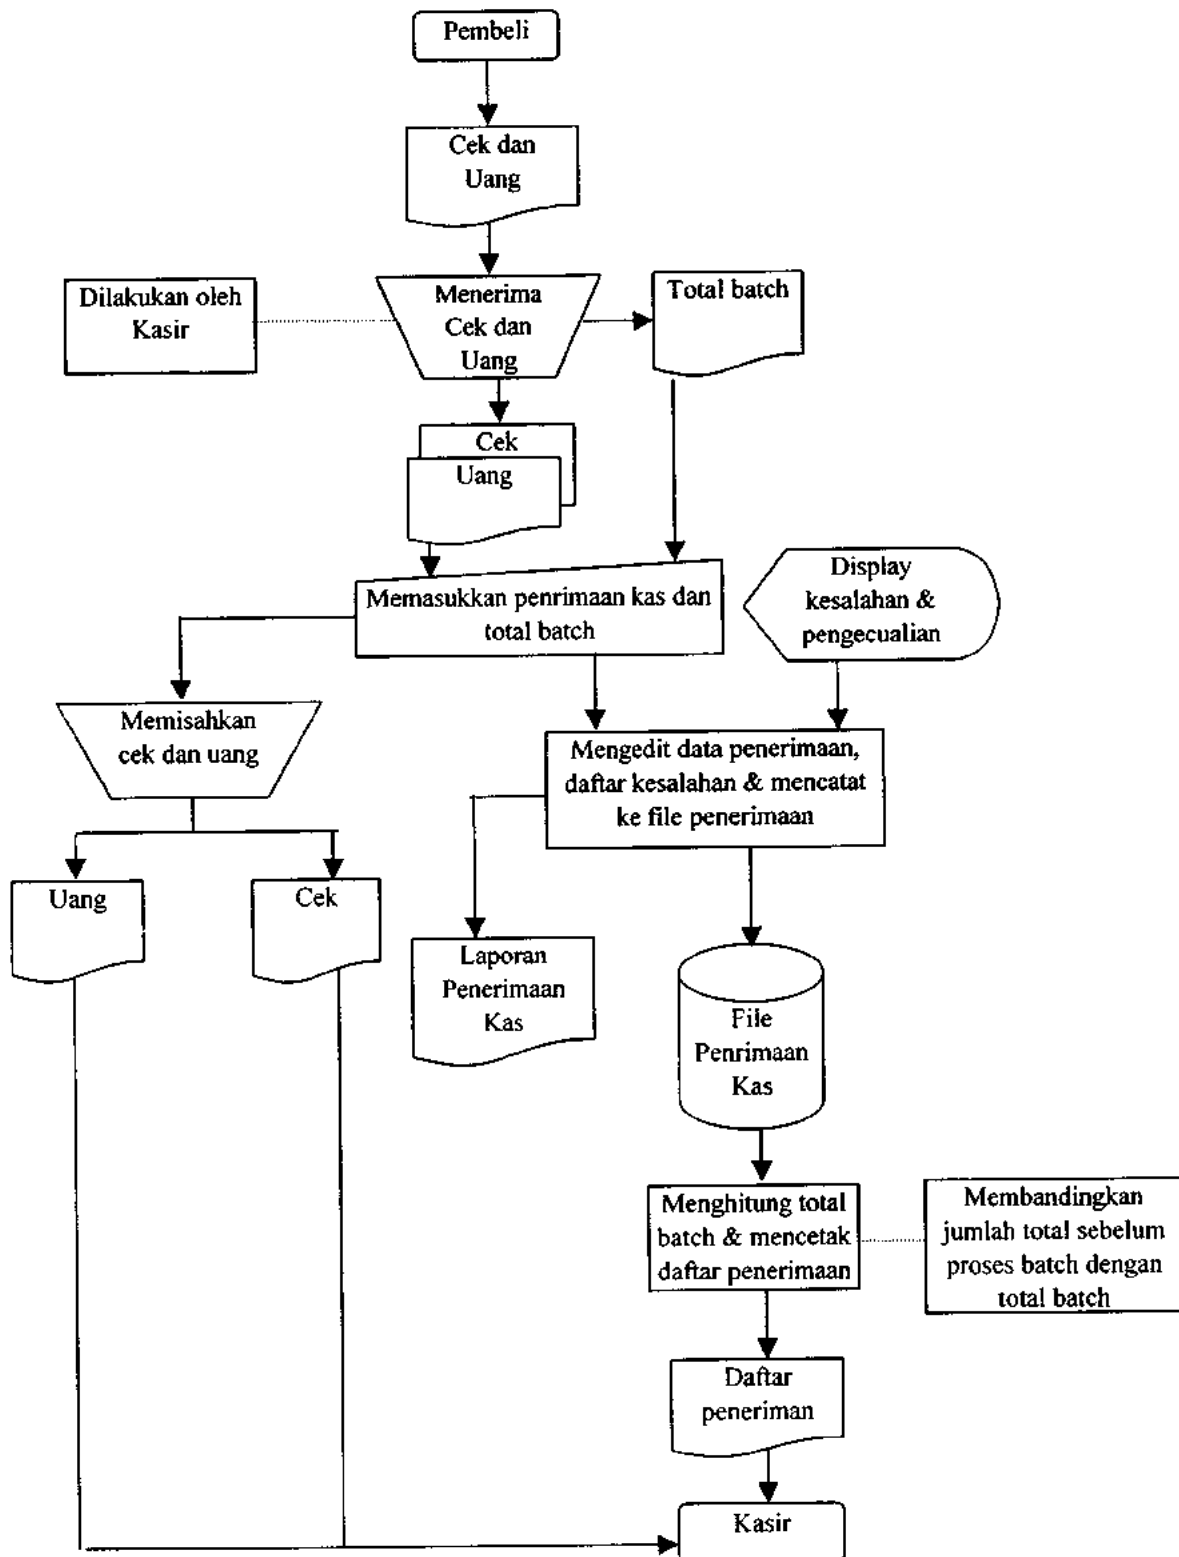 Pembeli
Cek dan
Uang
Dilakukan oleh
Kasir
Menerima
Cek dan
Uang
Total batch
Cek
Uang
Memasukkan penrimaan kas dan
total batch
Display
kesalahan &
pengecualian
Memisahkan
cek dan uang
Mengedit data penerimaan,
daftar kesalahan & mencatat
ke file penerimaan
Uang
Cek
Laporan
Penerimaan
Kas
File
Penrimaan
Kas
Menghitung total
batch & mencetak
daftar penerimaan
Membandingkan
jumlah total sebelum
proses batch dengan
total batch
Daftar
peneriman
Kasir